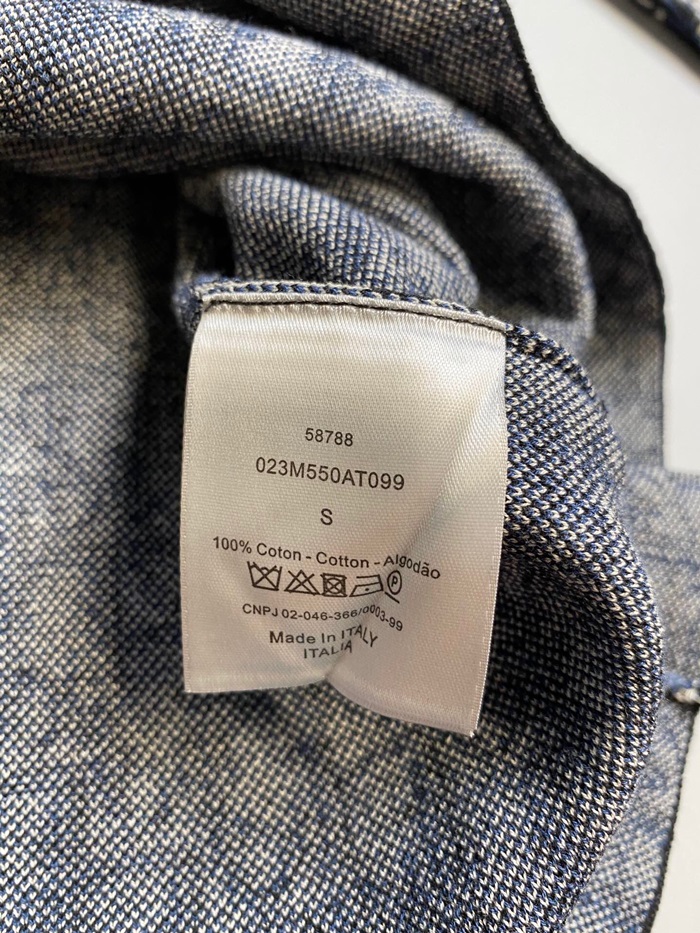 58788
023M550AT099
S
100% Coton - Cotton - Algodão
P
CNPJ 02-046-366/0003-99
Made In ITALY
ITALIA